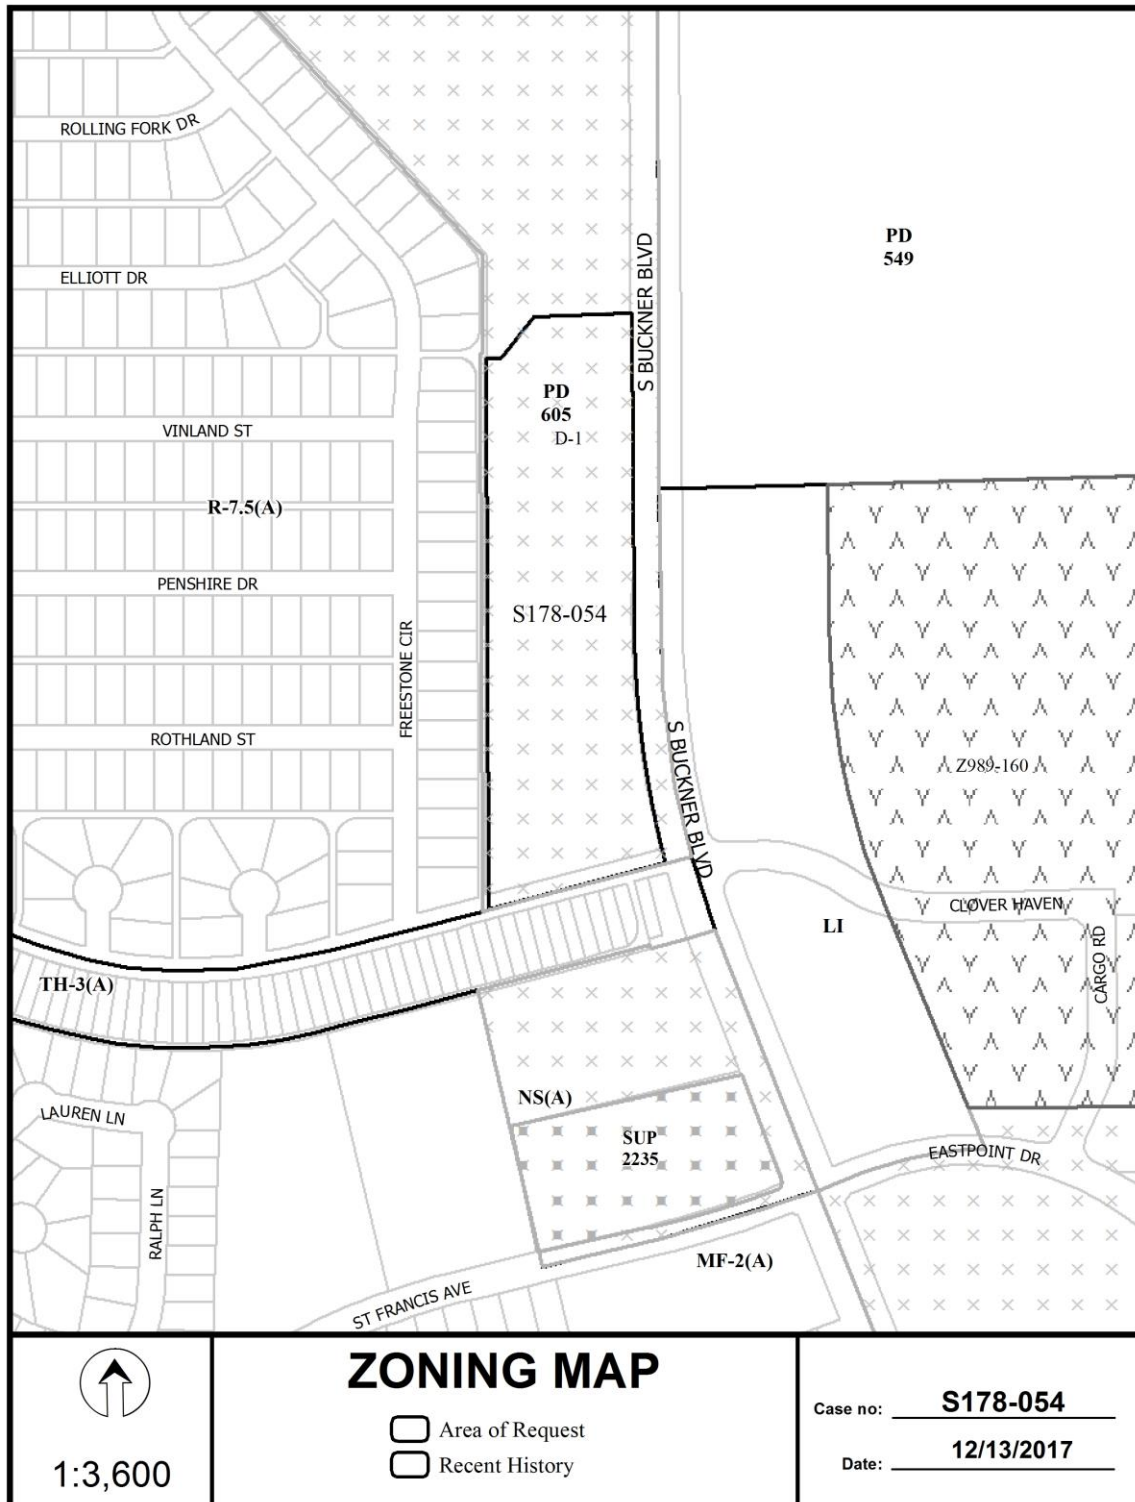 ROLLING FORK DR
ELLIOTT DR
S BUCKNER BLVD
PD
549
PD
605
D-1
VINLAND ST
R-7.5(A)
PENSHIRE DR
S178-054
FREESTONE CIR
ROTHLAND ST
S BUCKNER BLVD
Z989-160
CLOVER HAVEN
LI
CARGO RD
TH-3(A)
NS(A)
LAUREN LN
SUP
2235
EASTPOINT DR
RALPH LN
MF-2(A)
ST FRANCIS AVE
1:3,600
ZONING MAP
Area of Request
Recent History
Case no: S178-054
Date: 12/13/2017